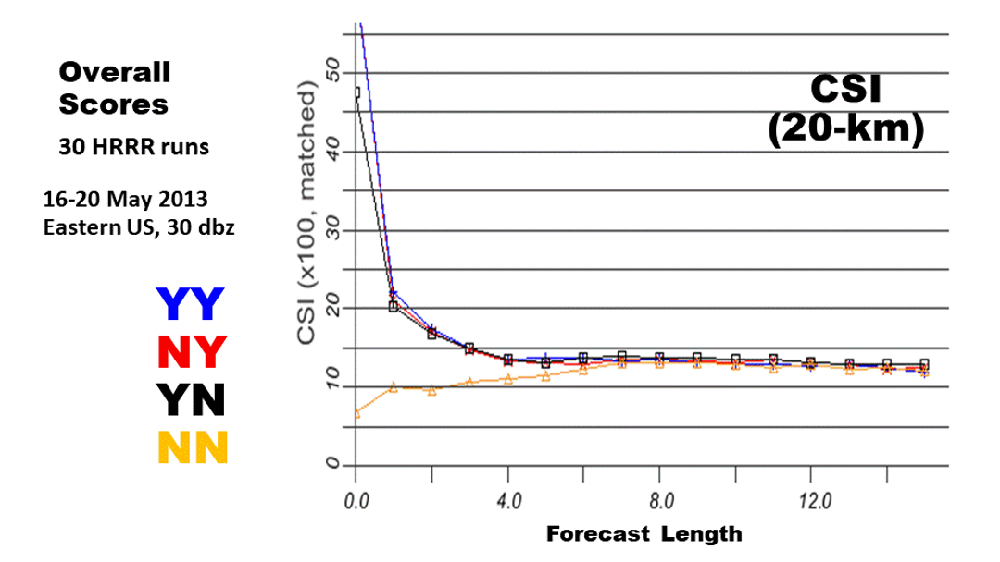 Overall
Scores
30 HRRR runs
16-20 May 2013
Eastern US, 30 dbz
YY
NY
YN
NN
CSI
(20-km)
CSI (x100, matched)
50
40
30
20
10
0
0.0 4.0 8.0 12.0
Forecast Length